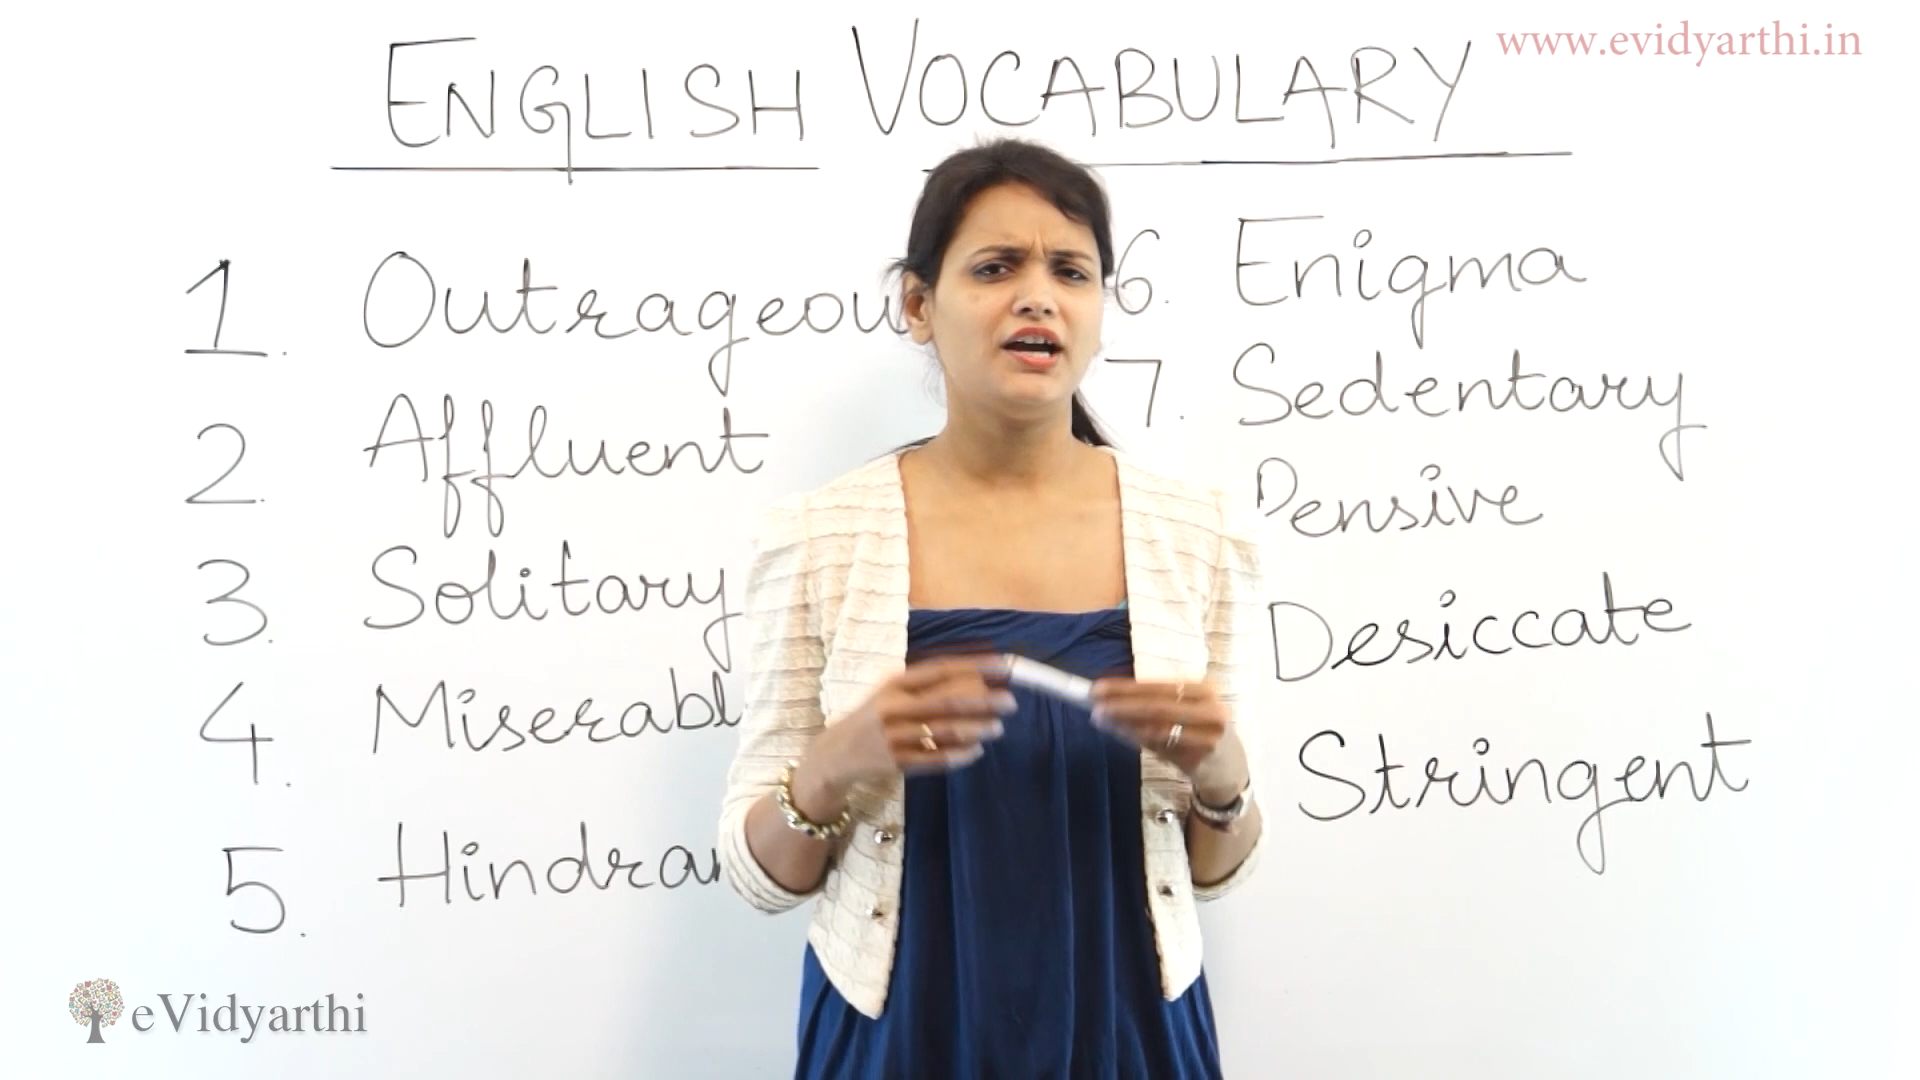 www.evidyarthi.in
ENGLISH VOCABULARY
1. Outrageou
2. Affluent
3. Solitary
4. Miserabl
5. Hindran
6. Enigma
7. Sedentary
Pensive
Desiccate
Stringent
eVidyarthi